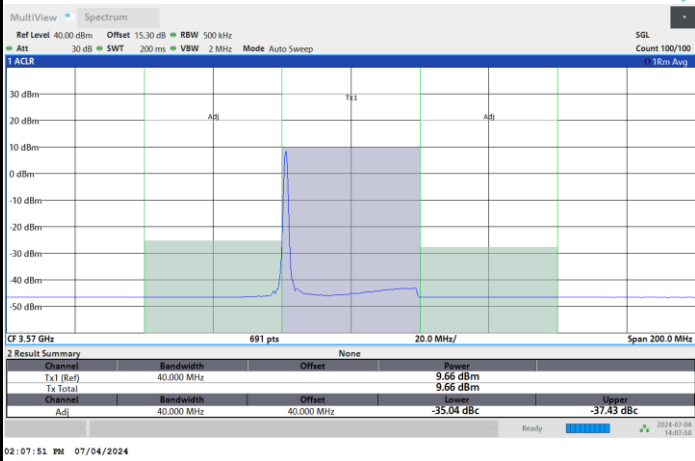 MultiView Spectrum
Ref Level 40.00 dBm Offset 15.30 dB RBW 500 kHz SGL
Att 30 dB SWT 200 ms VBW 2 MHz Mode Auto Sweep Count 100/100
1 ACLR 1Rm Avg
30 dBm
Tx1
20 dBm
Adj Adj
10 dBm
0 dBm
-10 dBm
-20 dBm
-30 dBm
-40 dBm
-50 dBm
CF 3.57 GHz 691 pts 20.0 MHz/ Span 200.0 MHz
2 Result Summary None
Channel Bandwidth Offset Power
Tx1 (Ref) 40.000 MHz 9.66 dBm
Tx Total 9.66 dBm
Channel Bandwidth Offset Lower Upper
Adj 40.000 MHz 40.000 MHz -35.04 dBc -37.43 dBc
Ready 2024-07-04
14:07:50
02:07:51 PM 07/04/2024